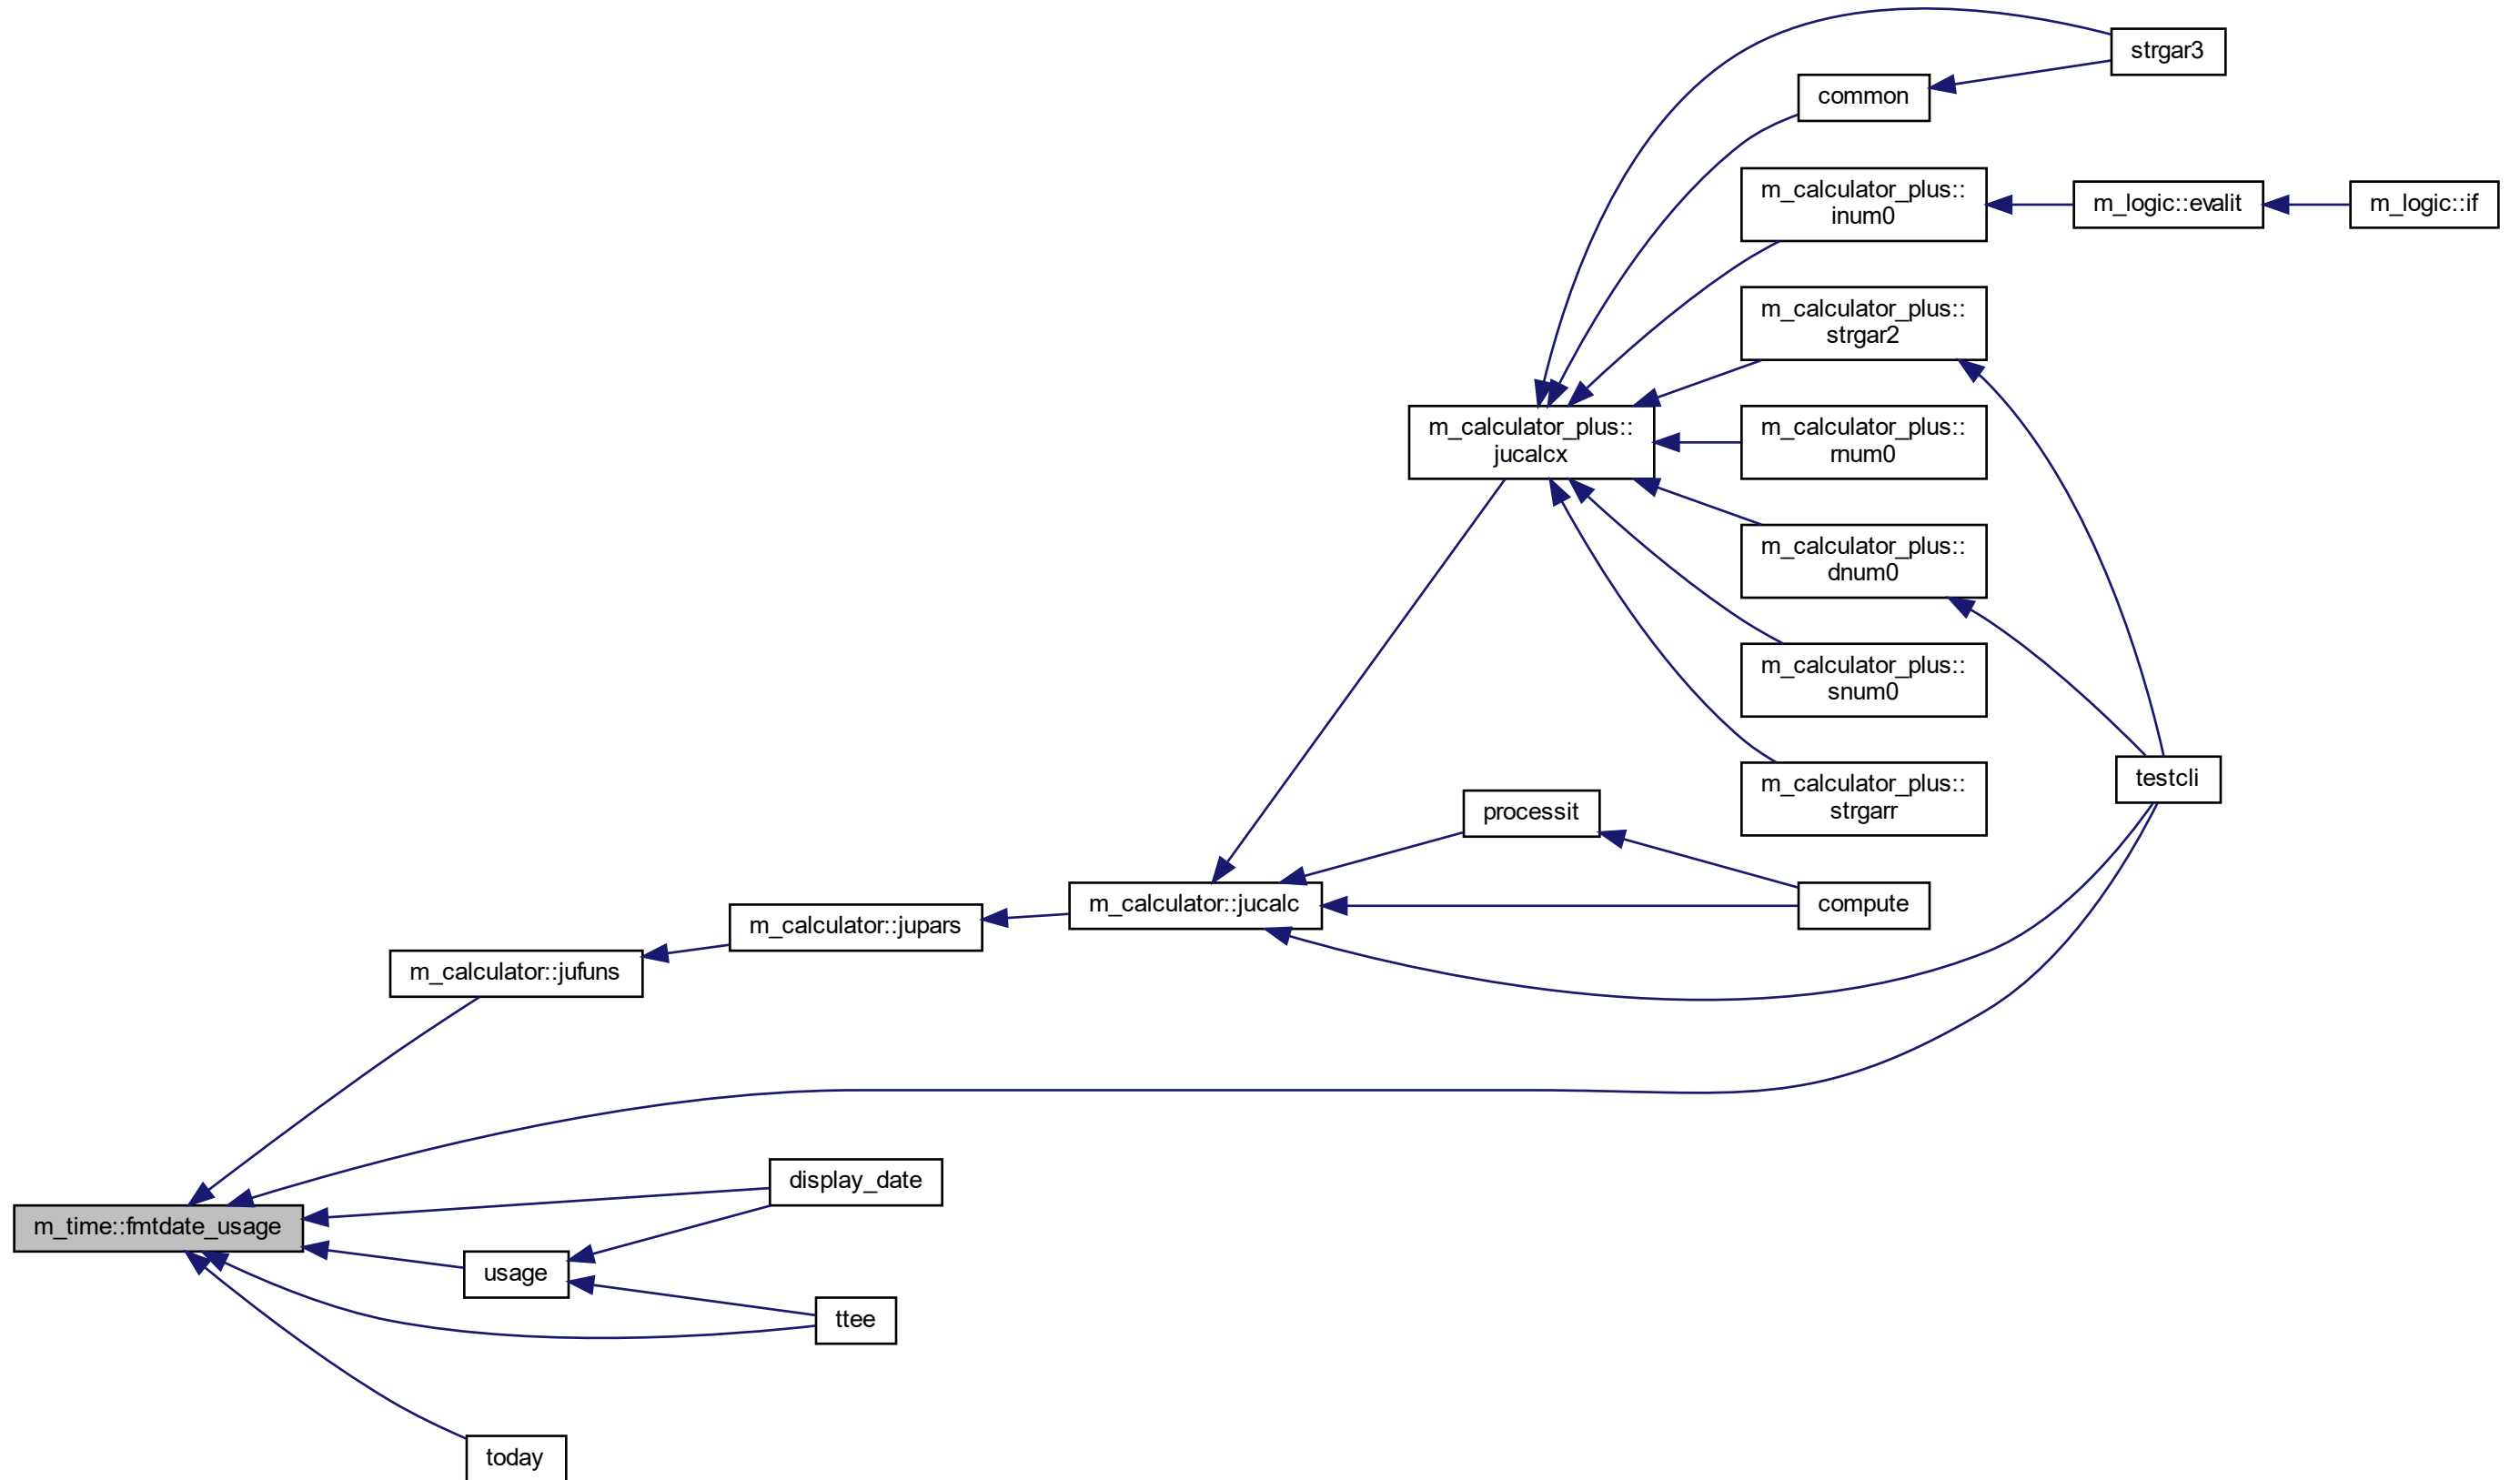 strgar3
common
m_calculator_plus::
inum0
m_logic::evalit
m_logic::if
m_calculator_plus::
strgar2
m_calculator_plus::
jucalcx
m_calculator_plus::
rnum0
m_calculator_plus::
dnum0
m_calculator_plus::
snum0
m_calculator_plus::
strgarr
testcli
processit
m_calculator::jucalc
compute
m_calculator::jupars
m_calculator::jufuns
display_date
m_time::fmtdate_usage
usage
ttee
today